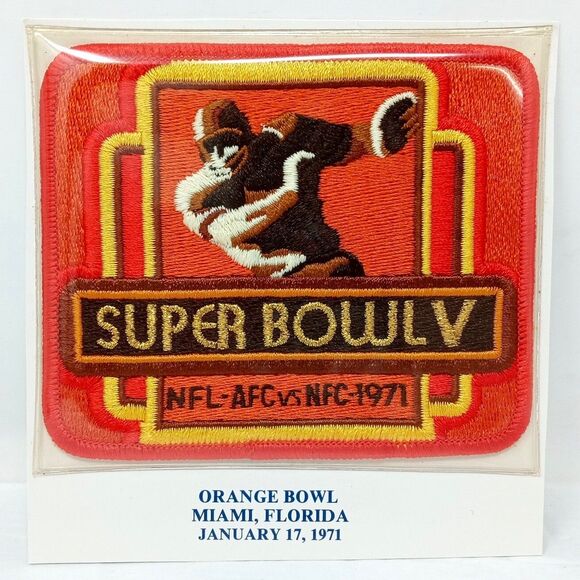 SUPER BOWL V
NFL-AFC vs NFC-1971
ORANGE BOWL
MIAMI, FLORIDA
JANUARY 17, 1971